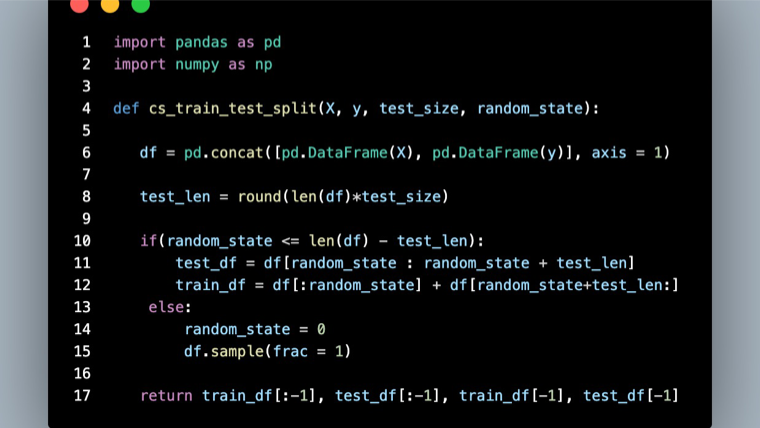 1 import pandas as pd
2 import numpy as np
3
4 def cs_train_test_split(X, y, test_size, random_state):
5
6 df = pd.concat([pd.DataFrame(X), pd.DataFrame(y)], axis = 1)
7
8 test_len = round(len(df)*test_size)
9
10 if(random_state <= len(df) - test_len):
11 test_df = df[random_state : random_state + test_len]
12 train_df = df[:random_state] + df[random_state+test_len:]
13 else:
14 random_state = 0
15 df.sample(frac = 1)
16
17 return train_df[:-1], test_df[:-1], train_df[-1], test_df[-1]